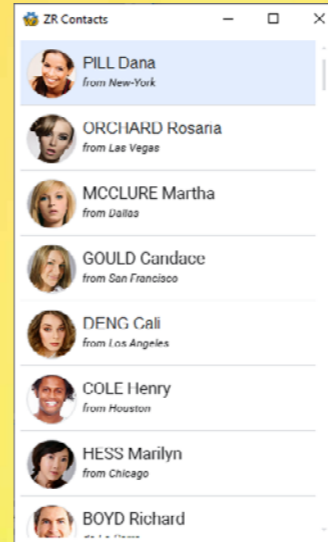 ZR Contacts
PILL Dana
from New-York
ORCHARD Rosaria
from Las Vegas
MCCLURE Martha
from Dallas
GOULD Candace
from San Francisco
DENG Cali
from Los Angeles
COLE Henry
from Houston
HESS Marilyn
from Chicago
BOYD Richard